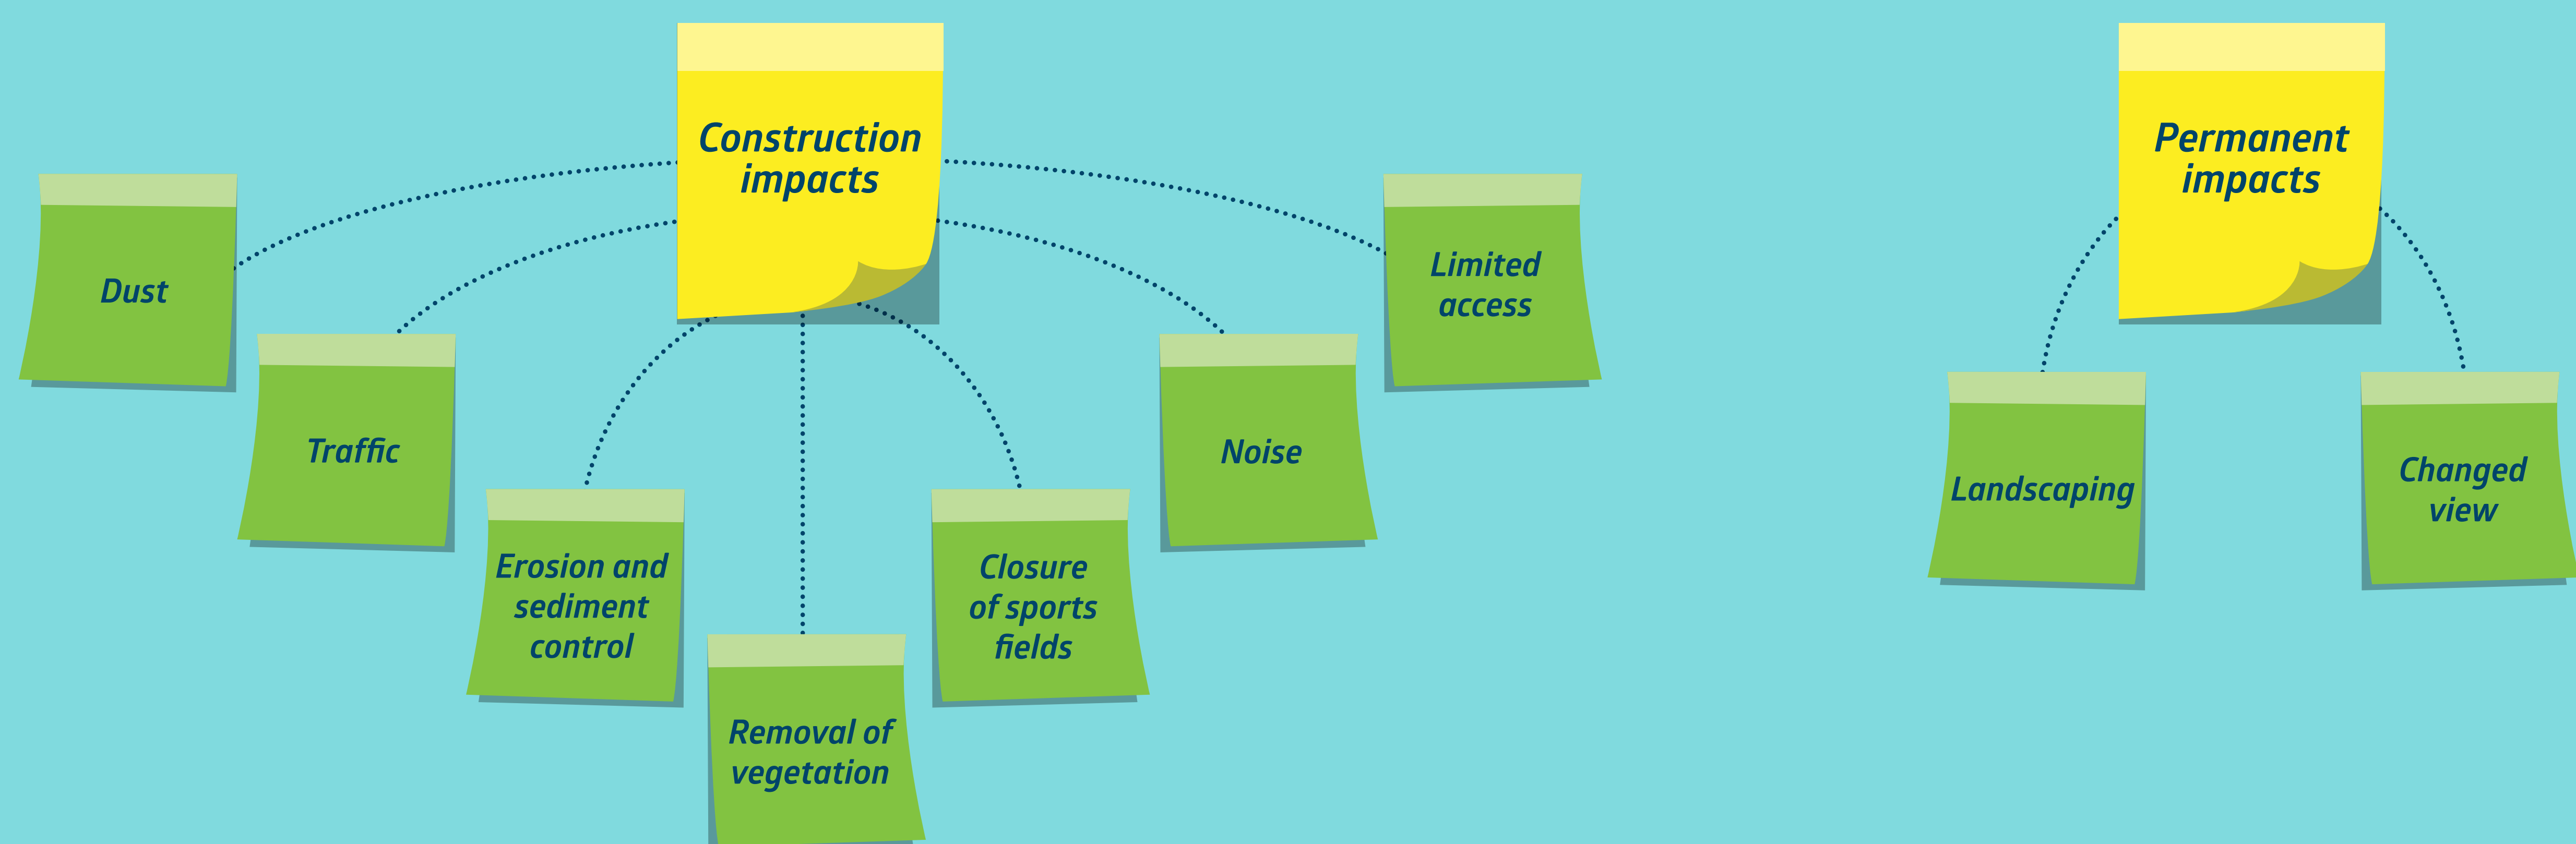 Construction
impacts
Dust
Traffic
Erosion and
sediment
control
Removal of
vegetation
Closure
of sports
fields
Noise
Limited
access
Permanent
impacts
Landscaping
Changed
view